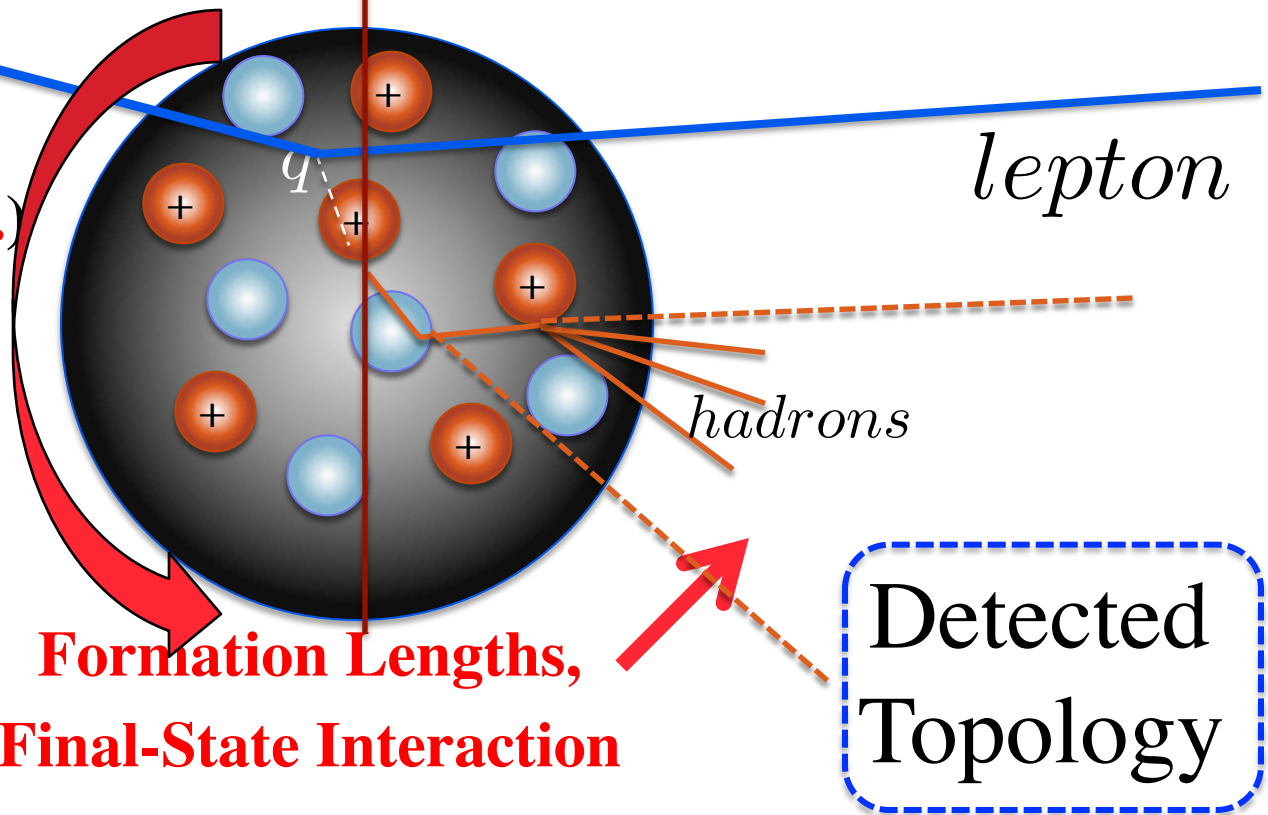 q
lepton
.)
+
+
+
+
+
+
hadrons
Formation Lengths,
Final-State Interaction
Detected
Topology